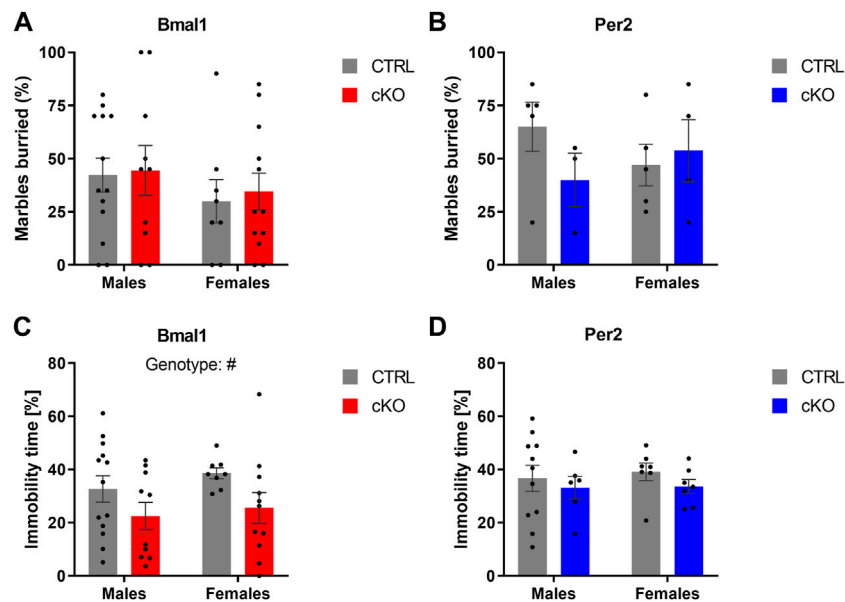 A
Bmal1
Marbles burried (%)
100
75
50
25
0
Males
Females
CTRL
cKO
B
Per2
Marbles burried (%)
100
75
50
25
0
Males
Females
CTRL
cKO
C
Bmal1
Genotype: #
Immobility time [%]
80
60
40
20
0
Males
Females
CTRL
cKO
D
Per2
Immobility time [%]
80
60
40
20
0
Males
Females
CTRL
cKO